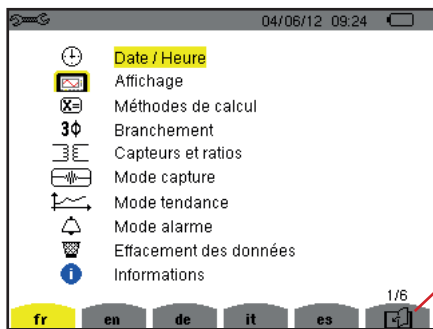 04/06/12 09:24
Date / Heure
Affichage
Méthodes de calcul
3ϕ Branchement
Capteurs et ratios
Mode capture
Mode tendance
Mode alarme
Effacement des données
Informations
1/6
fr en de it es